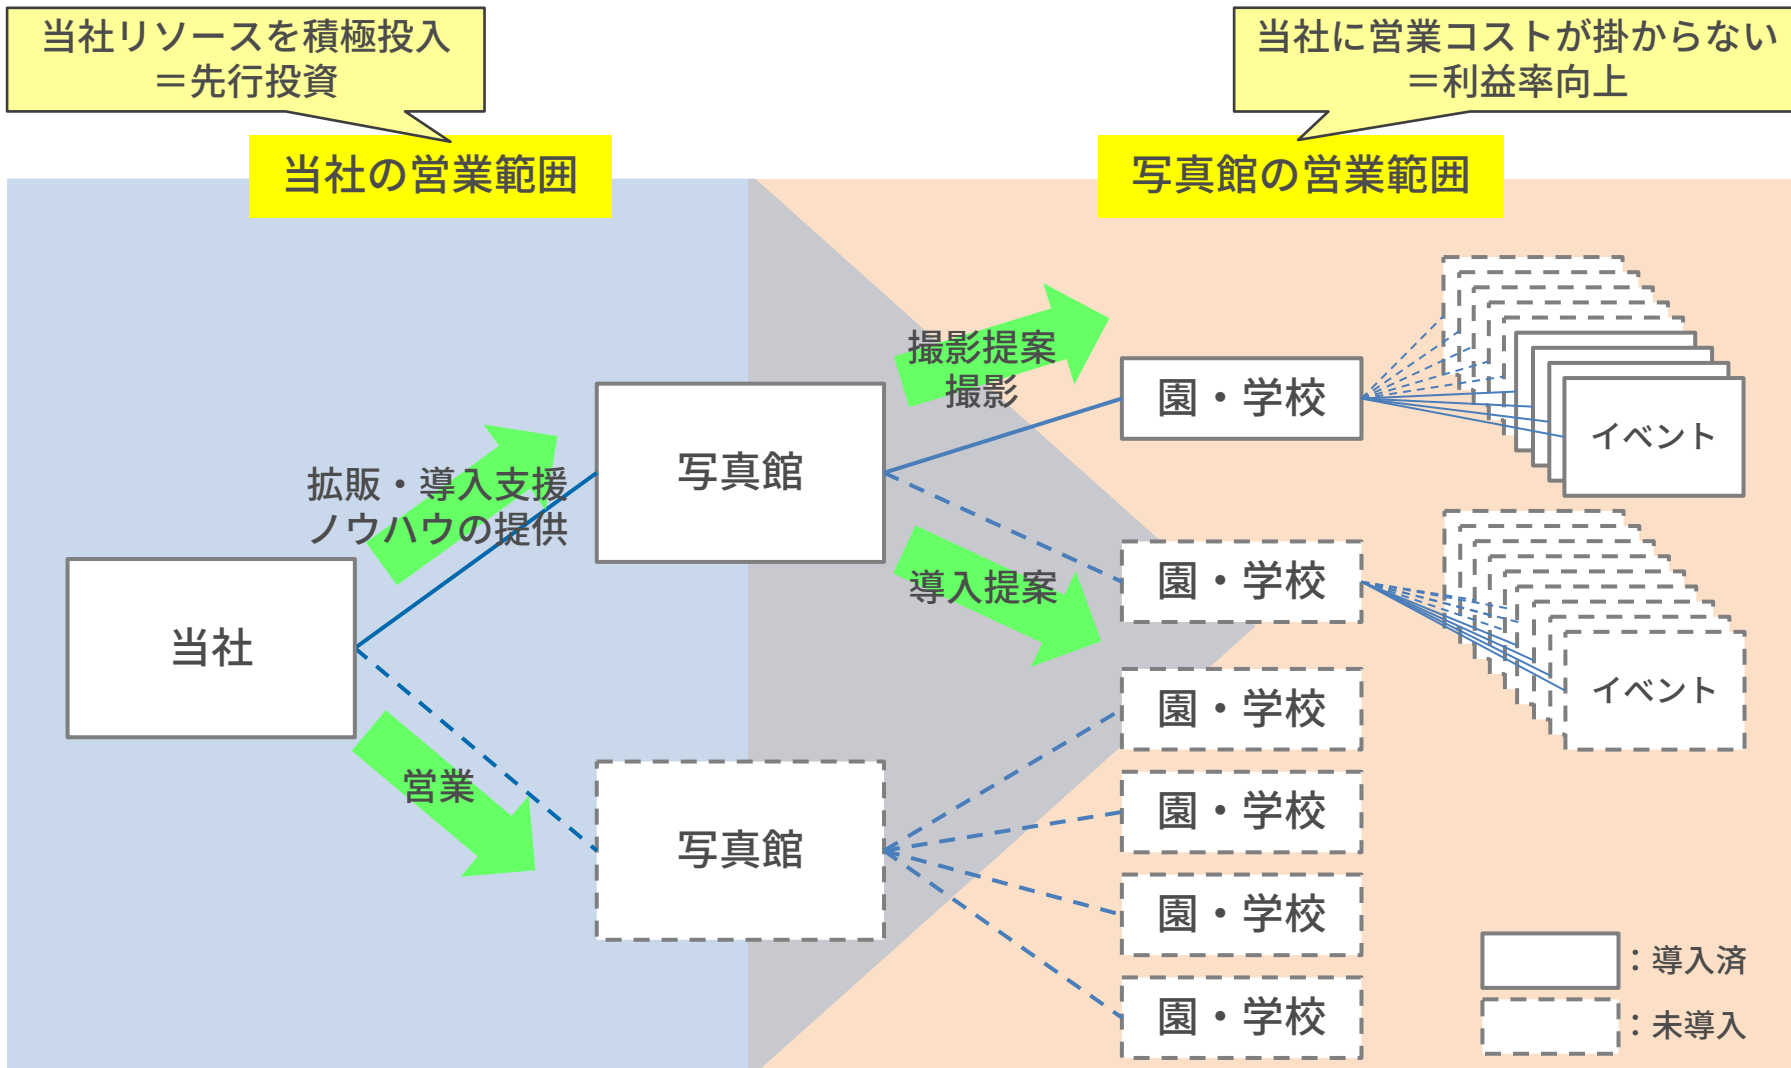 当社リソースを積極投入
＝先行投資
当社に営業コストが掛からない
＝利益率向上
当社の営業範囲
写真館の営業範囲
撮影提案
撮影
園・学校
イベント
写真館
拡販・導入支援
ノウハウの提供
導入提案
園・学校
イベント
当社
園・学校
営業
写真館
園・学校
園・学校
園・学校
：導入済
：未導入